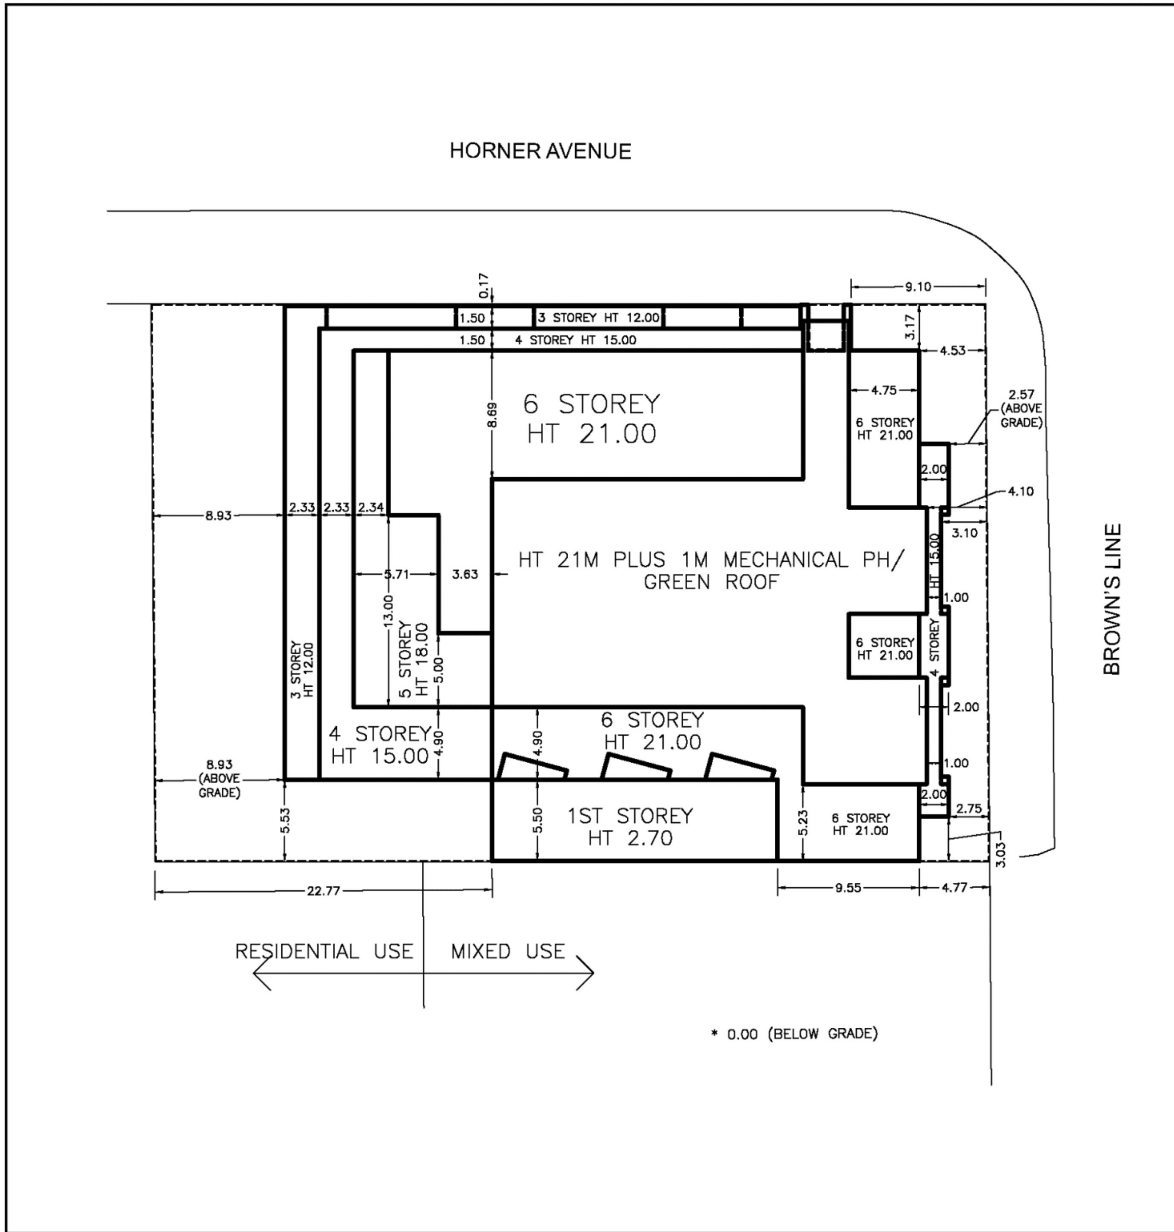 HORNER AVENUE
0.17
9.10
1.50
3 STOREY HT 12.00
3.17
1.50
4 STOREY HT 15.00
4.53
4.75
2.57
(ABOVE
GRADE)
6 STOREY
HT 21.00
8.69
6 STOREY
HT 21.00
2.00
4.10
8.93
2.33
2.33
2.34
3.10
HT 21M PLUS 1M MECHANICAL PH/
GREEN ROOF
4 STOREY HT 15.00
BROWN'S LINE
5.71
3.63
1.00
13.00
5 STOREY
HT 18.00
5.00
6 STOREY
HT 21.00
3 STOREY
HT 12.00
2.00
4 STOREY
HT 15.00
4.90
4.90
6 STOREY
HT 21.00
8.93
(ABOVE
GRADE)
1.00
2.00
2.75
5.53
5.50
1ST STOREY
HT 2.70
5.23
6 STOREY
HT 21.00
3.03
22.77
9.55
4.77
RESIDENTIAL USE
MIXED USE
* 0.00 (BELOW GRADE)